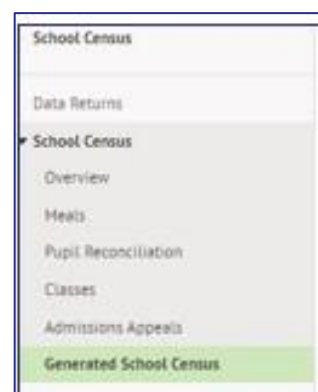 School Census
Data Returns
School Census
Overview
Meals
Pupil Reconciliation
Classes
Admissions Appeals
Generated School Census